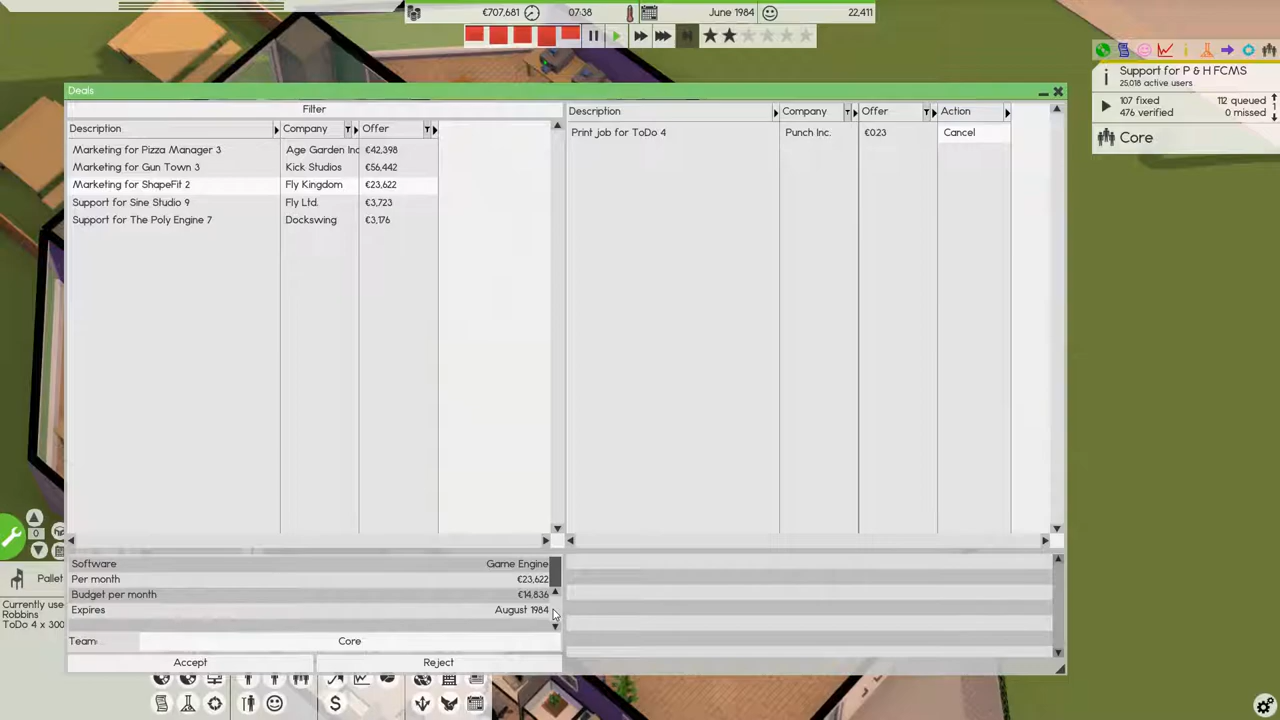 €707,681 07:38 June 1984 22,411
Support for P & H FCMS
25,018 active users
107 fixed 112 queued
476 verified 0 missed
1
Core
Deals
Filter
Description Company Offer
Marketing for Pizza Manager 3 Age Garden Inc €42,398
Marketing for Gun Town 3 Kick Studios €56,442
Marketing for ShapeFit 2 Fly Kingdom €23,622
Support for Sine Studio 9 Fly Ltd. €3,723
Support for The Poly Engine 7 Dockswing €3,176
Description Company Offer Action
Print job for ToDo 4 Punch Inc. €0.23 Cancel
Software Game Engine
Per month €23,622
Budget per month €14,836
Expires August 1984
Team: Core
Accept Reject
0
Pallet
Currently use
Robbins
ToDo 4 x 300